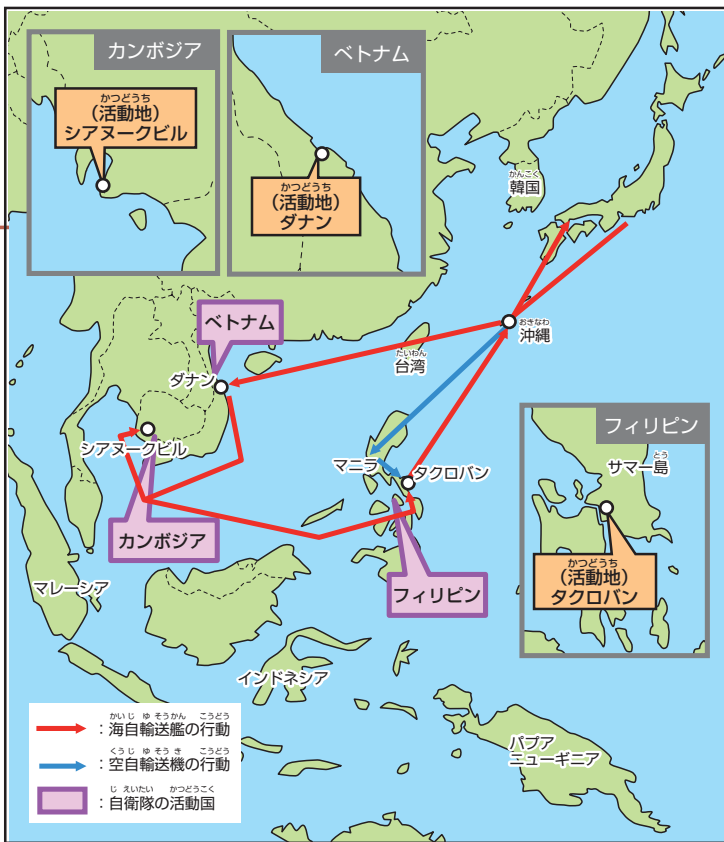 カンボジア
かつどうち
(活動地)
シアヌークビル
ベトナム
かつどうち
(活動地)
ダナン
かんこく
韓国
おきなわ
沖縄
たいわん
台湾
ベトナム
ダナン
シアヌークビル
マニラ
タクロバン
カンボジア
フィリピン
マレーシア
インドネシア
パプア
ニューギニア
フィリピン
とう
サマー島
かつどうち
(活動地)
タクロバン
かいじゆそうかん こうどう
:海自輸送艦の行動
くうじゆそうき こうどう
:空自輸送機の行動
じえいたい かつどうこく
:自衛隊の活動国